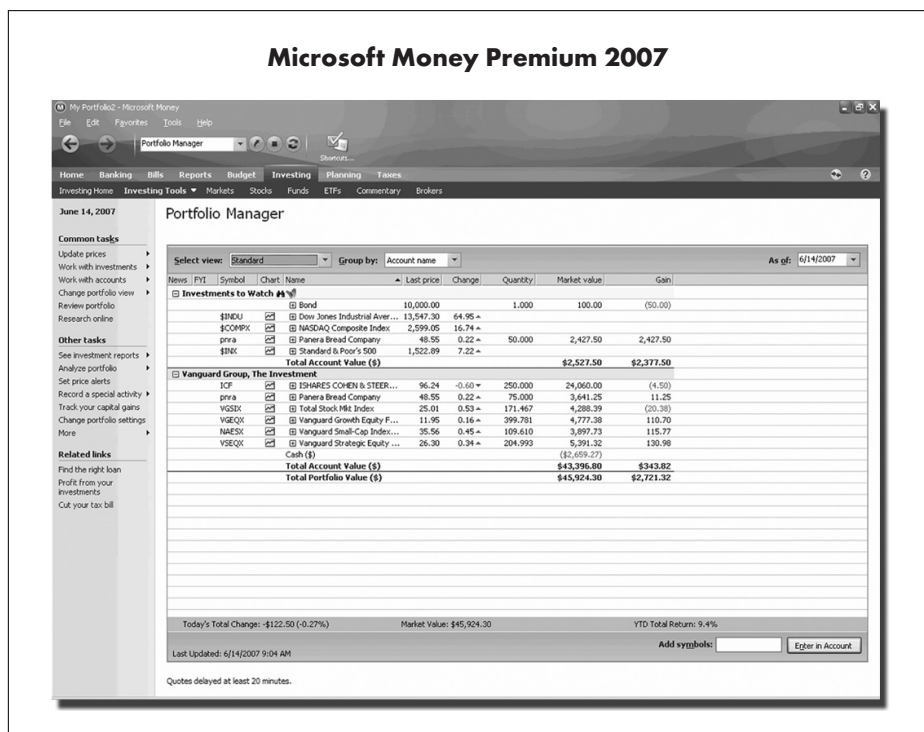 Microsoft Money Premium 2007
My Portfolio2 - Microsoft Money
File Edit Favorites Tools Help
Portfolio Manager
Shortcuts...
Home Banking Bills Reports Budget Investing Planning Taxes
Investing Home Investing Tools Markets Stocks Funds ETFs Commentary Brokers
June 14, 2007
Common tasks
Update prices
Work with investments
Work with accounts
Change portfolio view
Review portfolio
Research online
Other tasks
See investment reports
Analyze portfolio
Set price alerts
Record a special activity
Track your capital gains
Change portfolio settings
More
Related links
Find the right loan
Profit from your
investments
Cut your tax bill
Portfolio Manager
Select view: Standard Group by: Account name As of: 6/14/2007
News FYI Symbol Chart Name Last price Change Quantity Market value Gain
Investments to Watch
Bond 10,000.00 1.000 100.00 (50.00)
$INDU Dow Jones Industrial Aver... 13,547.30 64.95
$COMPX NASDAQ Composite Index 2,599.05 16.74
pnra Panera Bread Company 48.55 0.22 50.000 2,427.50 2,427.50
$INX Standard & Poor's 500 1,522.89 7.22
Total Account Value ($) $2,527.50 $2,377.50
Vanguard Group, The Investment
ICF ISHARES COHEN & STEER... 96.24 -0.60 250.000 24,060.00 (4.50)
pnra Panera Bread Company 48.55 0.22 75.000 3,641.25 11.25
VGSIX Total Stock Mkt Index 25.01 0.53 171.467 4,288.39 (20.38)
VGEQX Vanguard Growth Equity F... 11.95 0.16 399.781 4,777.38 110.70
NAESX Vanguard Small-Cap Index... 35.56 0.45 109.610 3,897.73 115.77
VSEQX Vanguard Strategic Equity ... 26.30 0.34 204.993 5,391.32 130.98
Cash ($) ($2,659.27)
Total Account Value ($) $43,396.80 $343.82
Total Portfolio Value ($) $45,924.30 $2,721.32
Today's Total Change: -$122.50 (-0.27%) Market Value: $45,924.30 YTD Total Return: 9.4%
Add symbols: Enter in Account
Last Updated: 6/14/2007 9:04 AM
Quotes delayed at least 20 minutes.